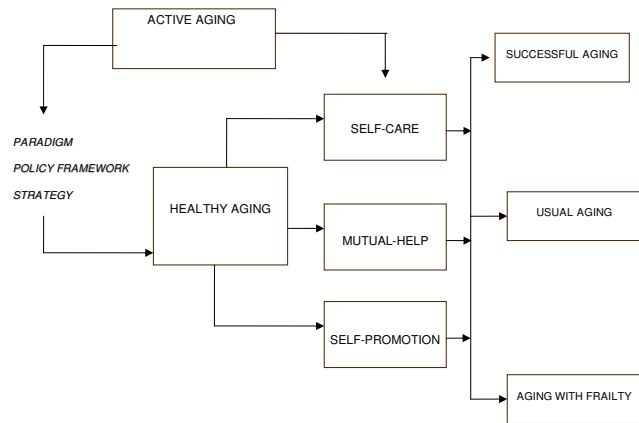 ACTIVE AGING
SUCCESSFUL AGING
SELF-CARE
PARADIGM
POLICY FRAMEWORK
STRATEGY
HEALTHY AGING
MUTUAL-HELP
USUAL AGING
SELF-PROMOTION
AGING WITH FRAILTY